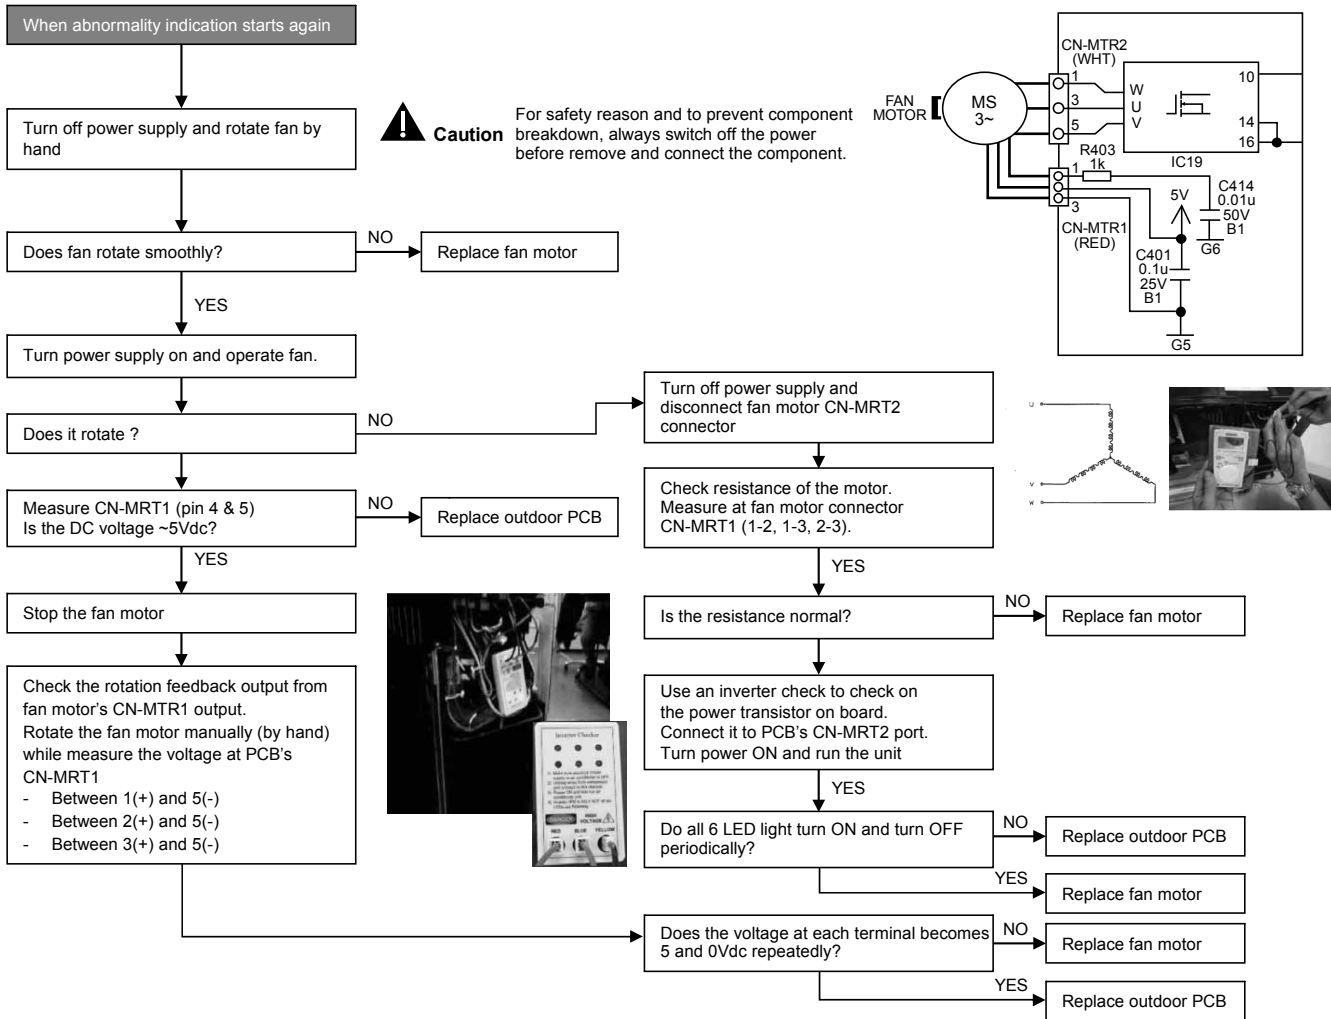 When abnormality indication starts again
Turn off power supply and rotate fan by
hand
Caution
For safety reason and to prevent component
breakdown, always switch off the power
before remove and connect the component.
FAN
MOTOR
MS
3~
CN-MTR2
(WHT)
1
3
5
W
U
V
10
14
16
IC19
R403
1k
1
3
CN-MTR1
(RED)
5V
C414
0.01u
50V
B1
G6
C401
0.1u
25V
B1
G5
Does fan rotate smoothly?
NO
Replace fan motor
YES
Turn power supply on and operate fan.
Does it rotate ?
NO
Turn off power supply and
disconnect fan motor CN-MRT2
connector
U
V
W
Measure CN-MRT1 (pin 4 & 5)
Is the DC voltage ~5Vdc?
NO
Replace outdoor PCB
YES
Check resistance of the motor.
Measure at fan motor connector
CN-MRT1 (1-2, 1-3, 2-3).
YES
Stop the fan motor
Is the resistance normal?
NO
Replace fan motor
Check the rotation feedback output from
fan motor's CN-MTR1 output.
Rotate the fan motor manually (by hand)
while measure the voltage at PCB's
CN-MRT1
- Between 1(+) and 5(-)
- Between 2(+) and 5(-)
- Between 3(+) and 5(-)
Inverter Checker
DANGER
HIGH
VOLTAGE
RED BLUE YELLOW
Use an inverter check to check on
the power transistor on board.
Connect it to PCB's CN-MRT2 port.
Turn power ON and run the unit
YES
Do all 6 LED light turn ON and turn OFF
periodically?
NO
Replace outdoor PCB
YES
Replace fan motor
Does the voltage at each terminal becomes
5 and 0Vdc repeatedly?
NO
Replace fan motor
YES
Replace outdoor PCB